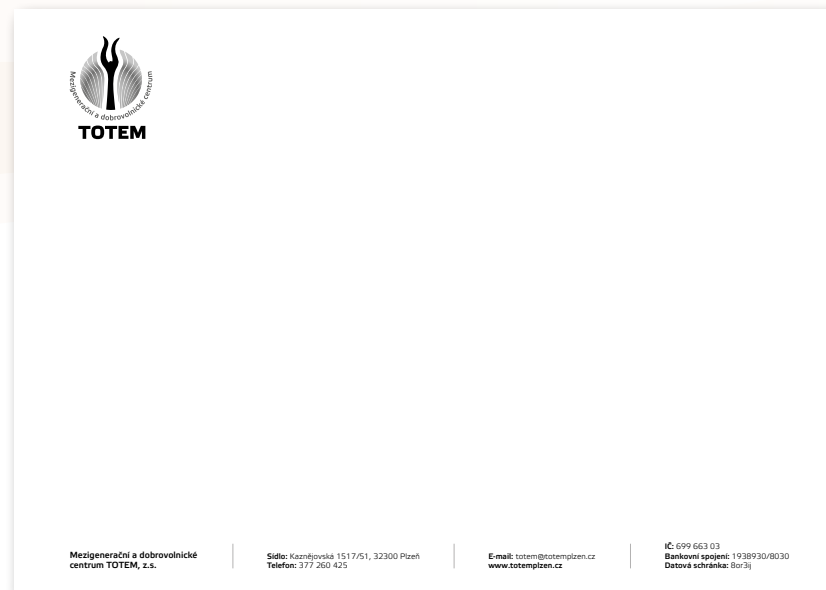 Mezigenerační a dobrovolnické centrum
TOTEM
Mezigenerační a dobrovolnické
centrum TOTEM, z.s.
Sídlo: Kaznějovská 1517/51, 32300 Plzeň
Telefon: 377 260 425
E-mail: totem@totemplzen.cz
www.totemplzen.cz
IČ: 699 663 03
Bankovní spojení: 1938930/8030
Datová schránka: 8or3ij